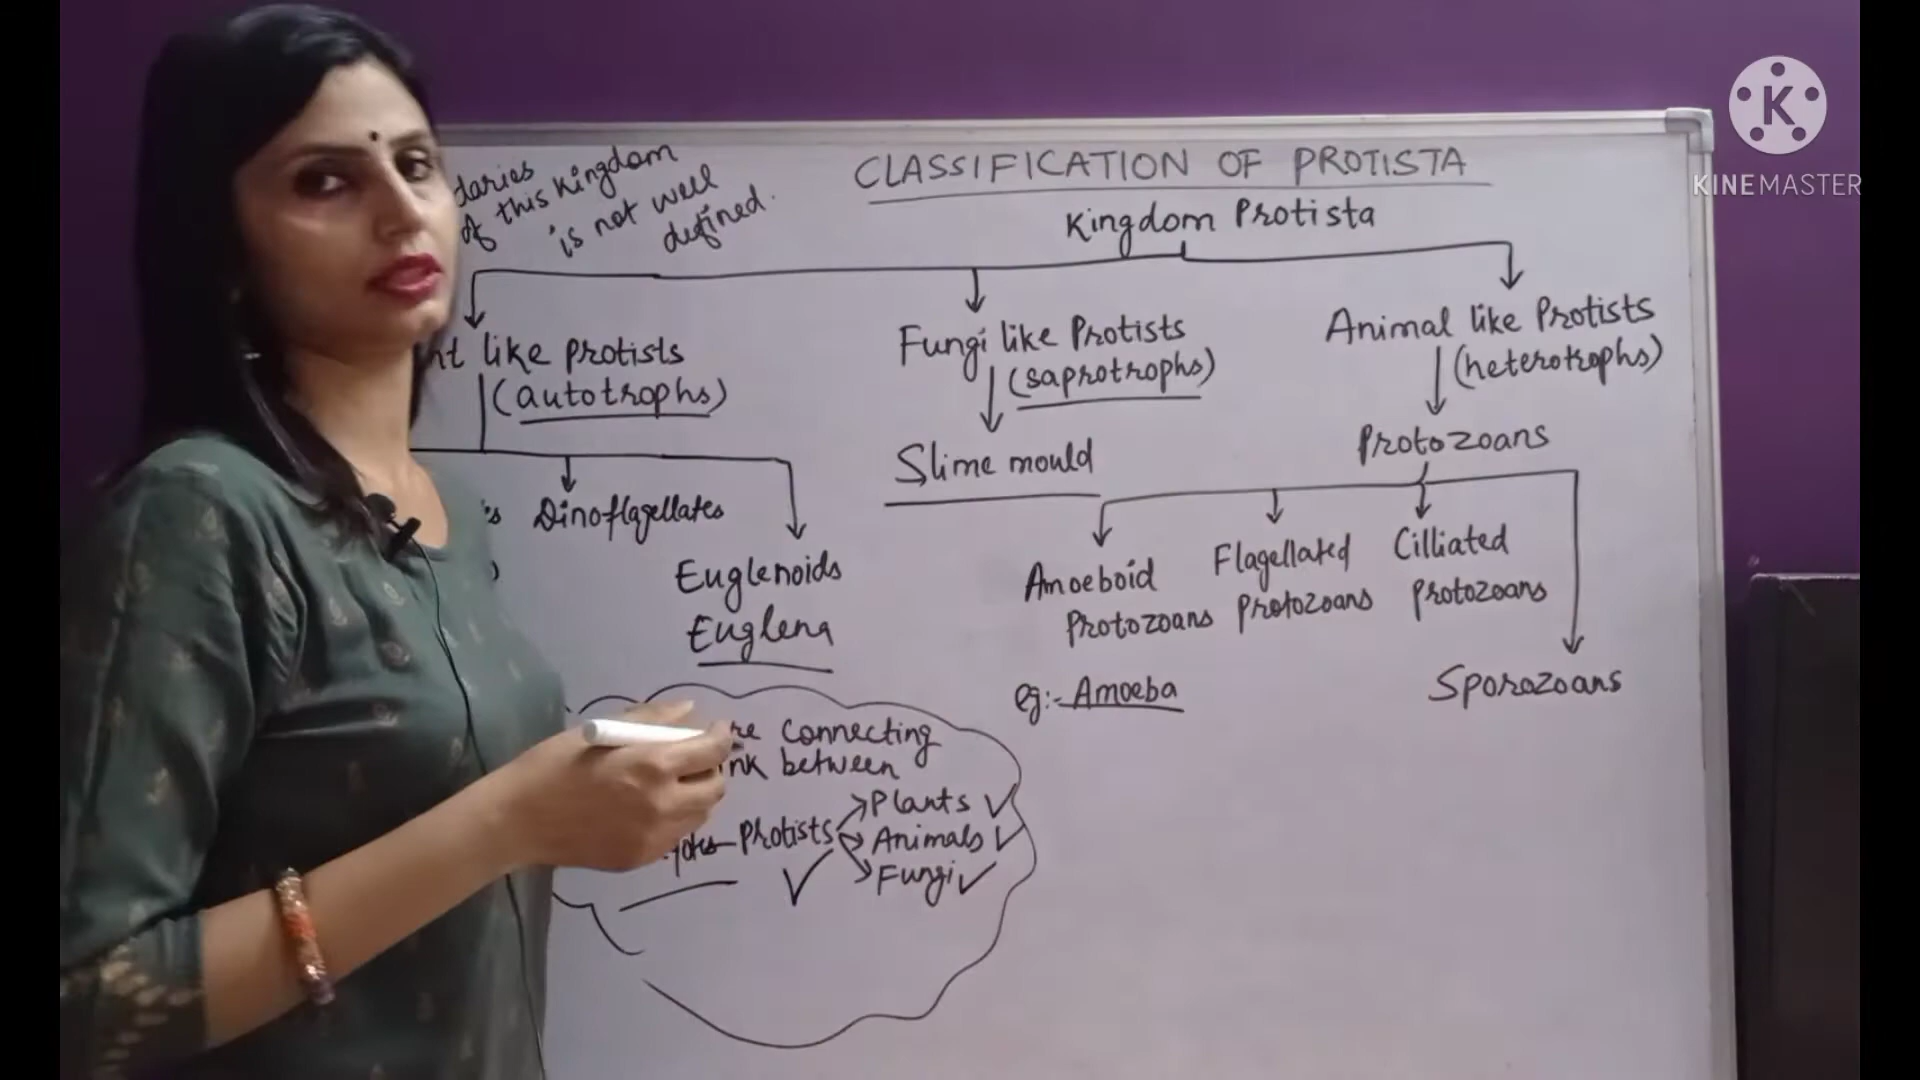 of this kingdom
is not well
defined.
CLASSIFICATION OF PROTISTA
Kingdom Protista
like protists
(autotrophs)
Dinoflagellates
Euglenoids
Euglena
Fungi like Protists
(saprotrophs)
Slime mould
Animal like Protists
(heterotrophs)
Protozoans
Amoeboid
Protozoans
eg:- Amoeba
Flagellated
Protozoans
Cilliated
protozoans
Sporozoans
Connecting
between
Protists
Plants
Animals
Fungi
K
KINEMASTER